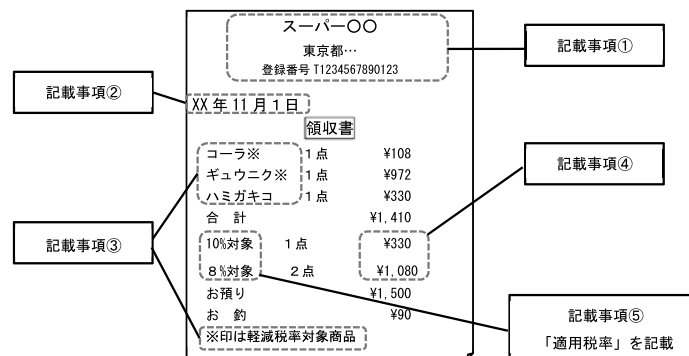 スーパー〇〇
東京都…
登録番号 T1234567890123
記載事項①
記載事項②
XX 年 11 月 1 日
領収書
コーラ※ 1 点 ¥108
ギュウニク※ 1 点 ¥972
ハミガキコ 1 点 ¥330
合 計 ¥1,410
記載事項④
記載事項③
10%対象 1 点 ¥330
8%対象 2 点 ¥1,080
お預り ¥1,500
お 釣 ¥90
※印は軽減税率対象商品
記載事項⑤
「適用税率」を記載